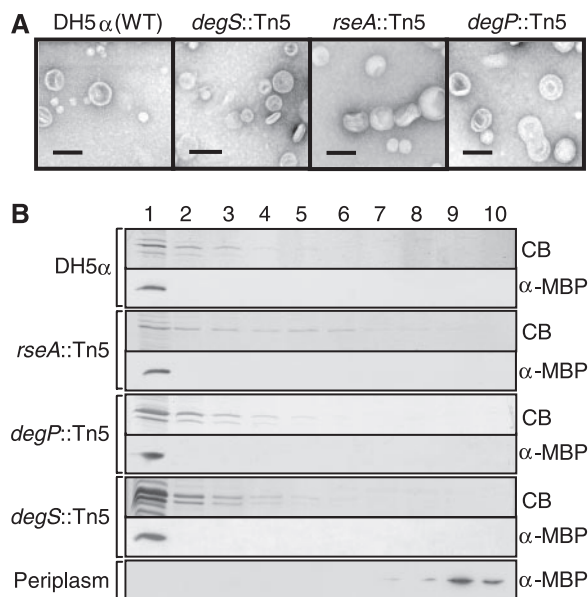 A
DH5 α(WT) degS::Tn5 rseA::Tn5 degP::Tn5
B
1 2 3 4 5 6 7 8 9 10
DH5α
CB
α-MBP
rseA::Tn5
CB
α-MBP
degP::Tn5
CB
α-MBP
degS::Tn5
CB
α-MBP
Periplasm
α-MBP